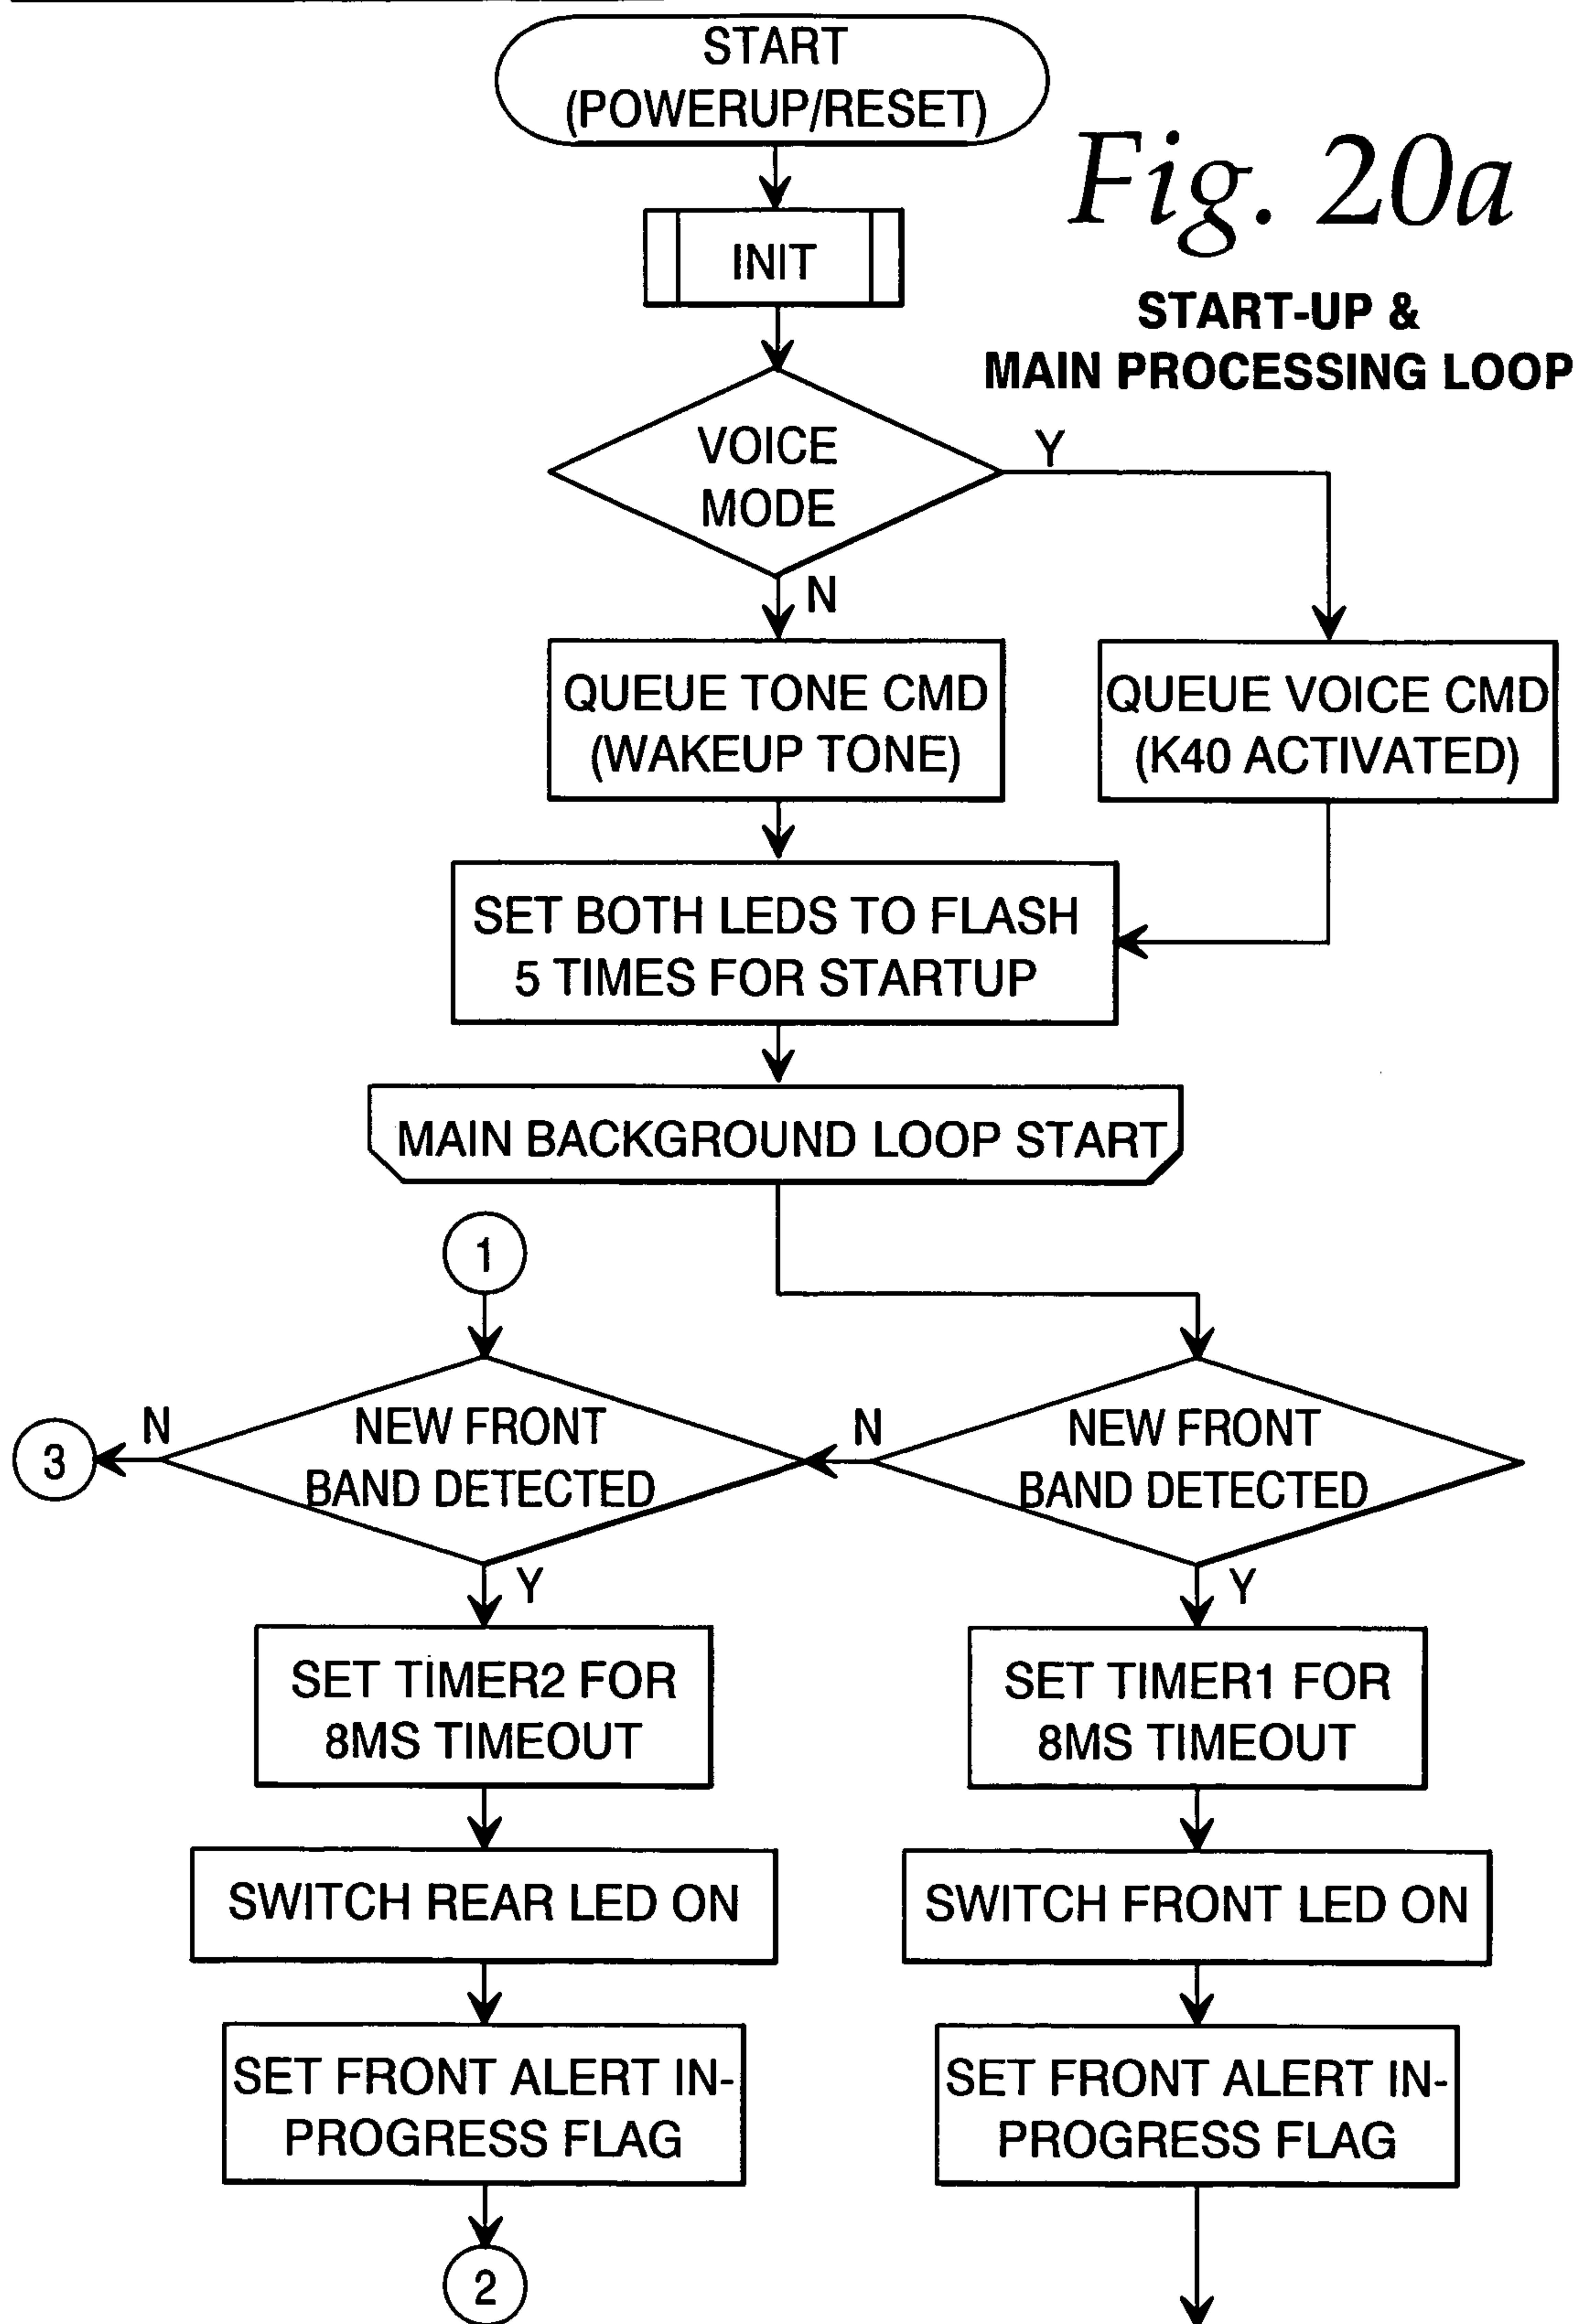 START
(POWERUP/RESET)
Fig. 20a
INIT
START-UP &
MAIN PROCESSING LOOP
VOICE
MODE
Y
N
QUEUE TONE CMD
(WAKEUP TONE)
QUEUE VOICE CMD
(K40 ACTIVATED)
SET BOTH LEDS TO FLASH
5 TIMES FOR STARTUP
MAIN BACKGROUND LOOP START
1
3
N
NEW FRONT
BAND DETECTED
N
NEW FRONT
BAND DETECTED
Y
Y
SET TIMER2 FOR
8MS TIMEOUT
SET TIMER1 FOR
8MS TIMEOUT
SWITCH REAR LED ON
SWITCH FRONT LED ON
SET FRONT ALERT IN-
PROGRESS FLAG
SET FRONT ALERT IN-
PROGRESS FLAG
2